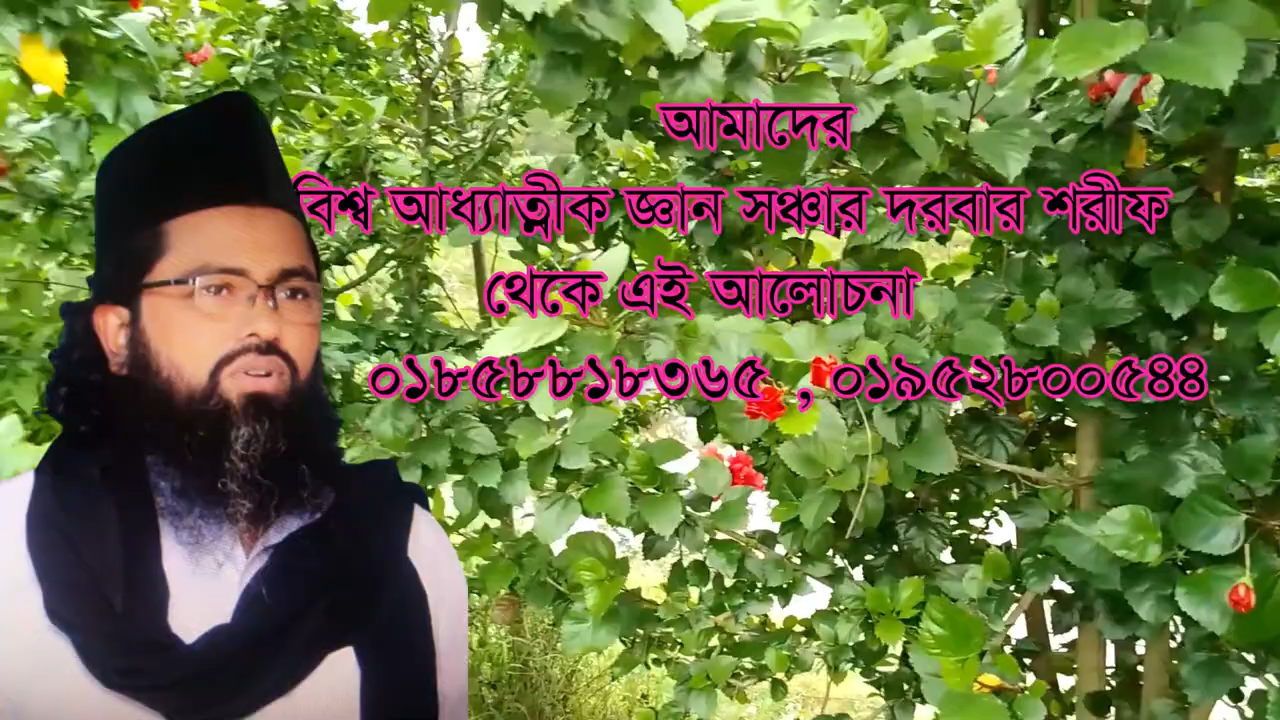 আমাদের
বিশ্ব আধ্যাত্নীক জ্ঞান সঞ্চার দরবার শরীফ
থেকে এই আলোচনা
০১৮৫৮৮১৮৩৬৫ , ০১৯৫২৮০০৫৪৪